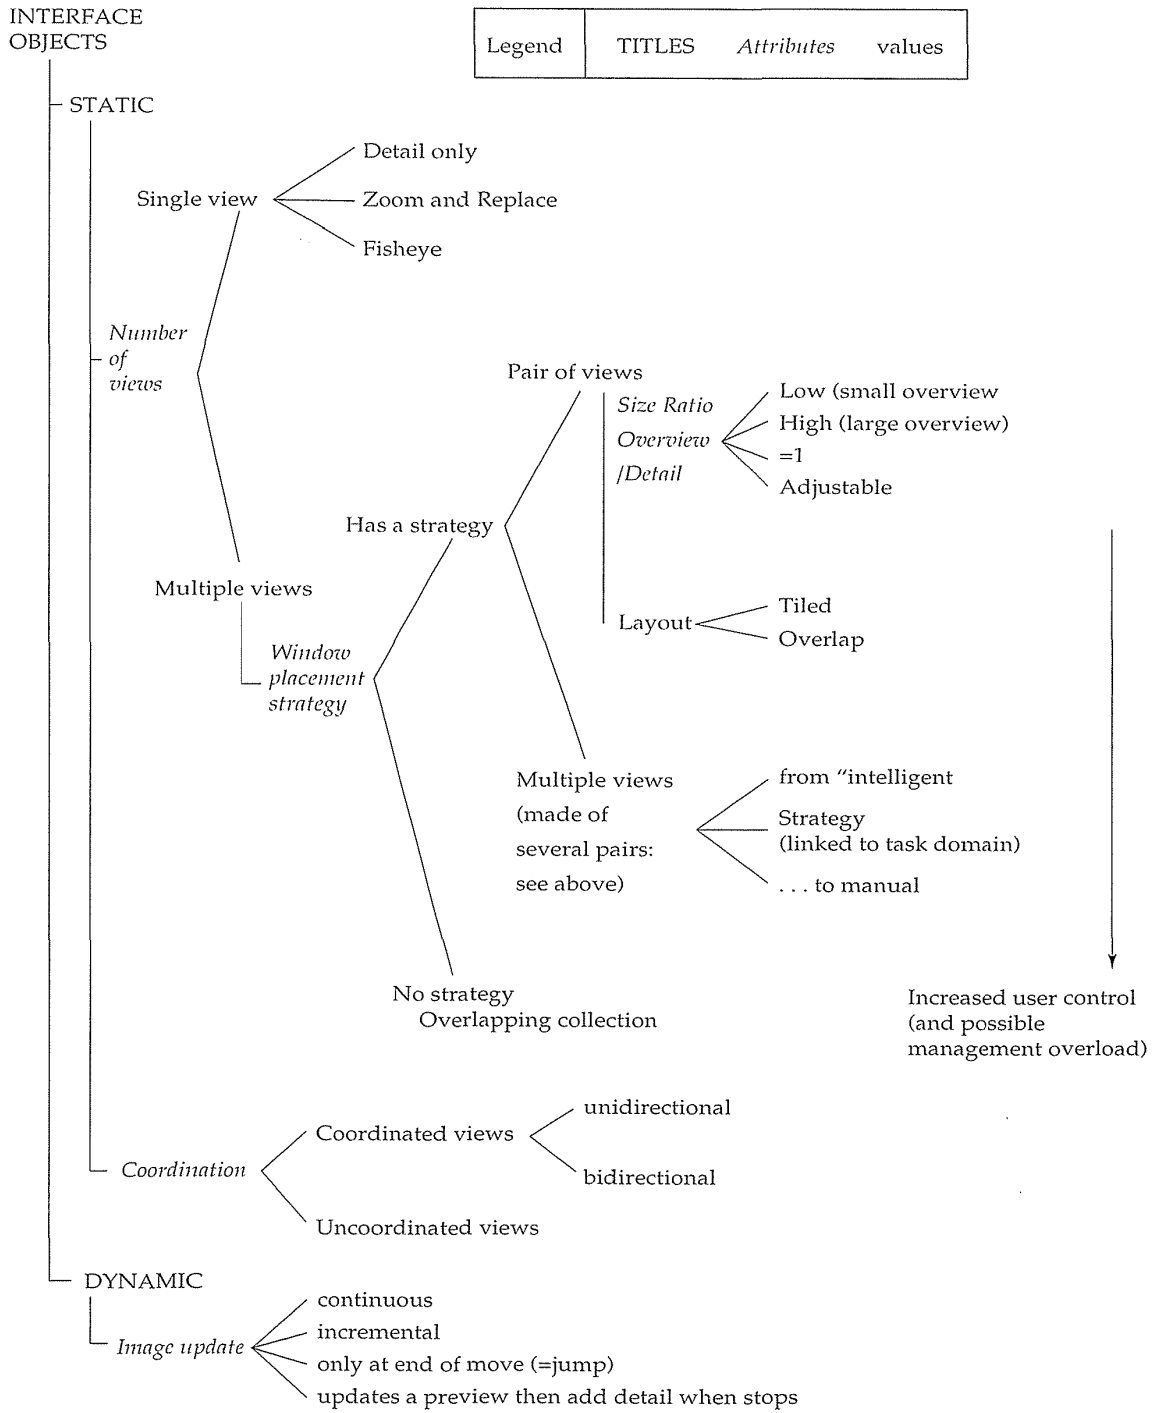 INTERFACE
OBJECTS
Legend
TITLES Attributes values
STATIC
Detail only
Single view
Zoom and Replace
Fisheye
Number
of
views
Pair of views
Size Ratio
Overview
/Detail
Low (small overview
High (large overview)
=1
Adjustable
Has a strategy
Multiple views
Layout
Tiled
Overlap
Window
placement
strategy
Multiple views
(made of
several pairs:
see above)
from “intelligent
Strategy
(linked to task domain)
. . . to manual
No strategy
Overlapping collection
Increased user control
(and possible
management overload)
Coordination
Coordinated views
unidirectional
bidirectional
Uncoordinated views
DYNAMIC
Image update
continuous
incremental
only at end of move (=jump)
updates a preview then add detail when stops